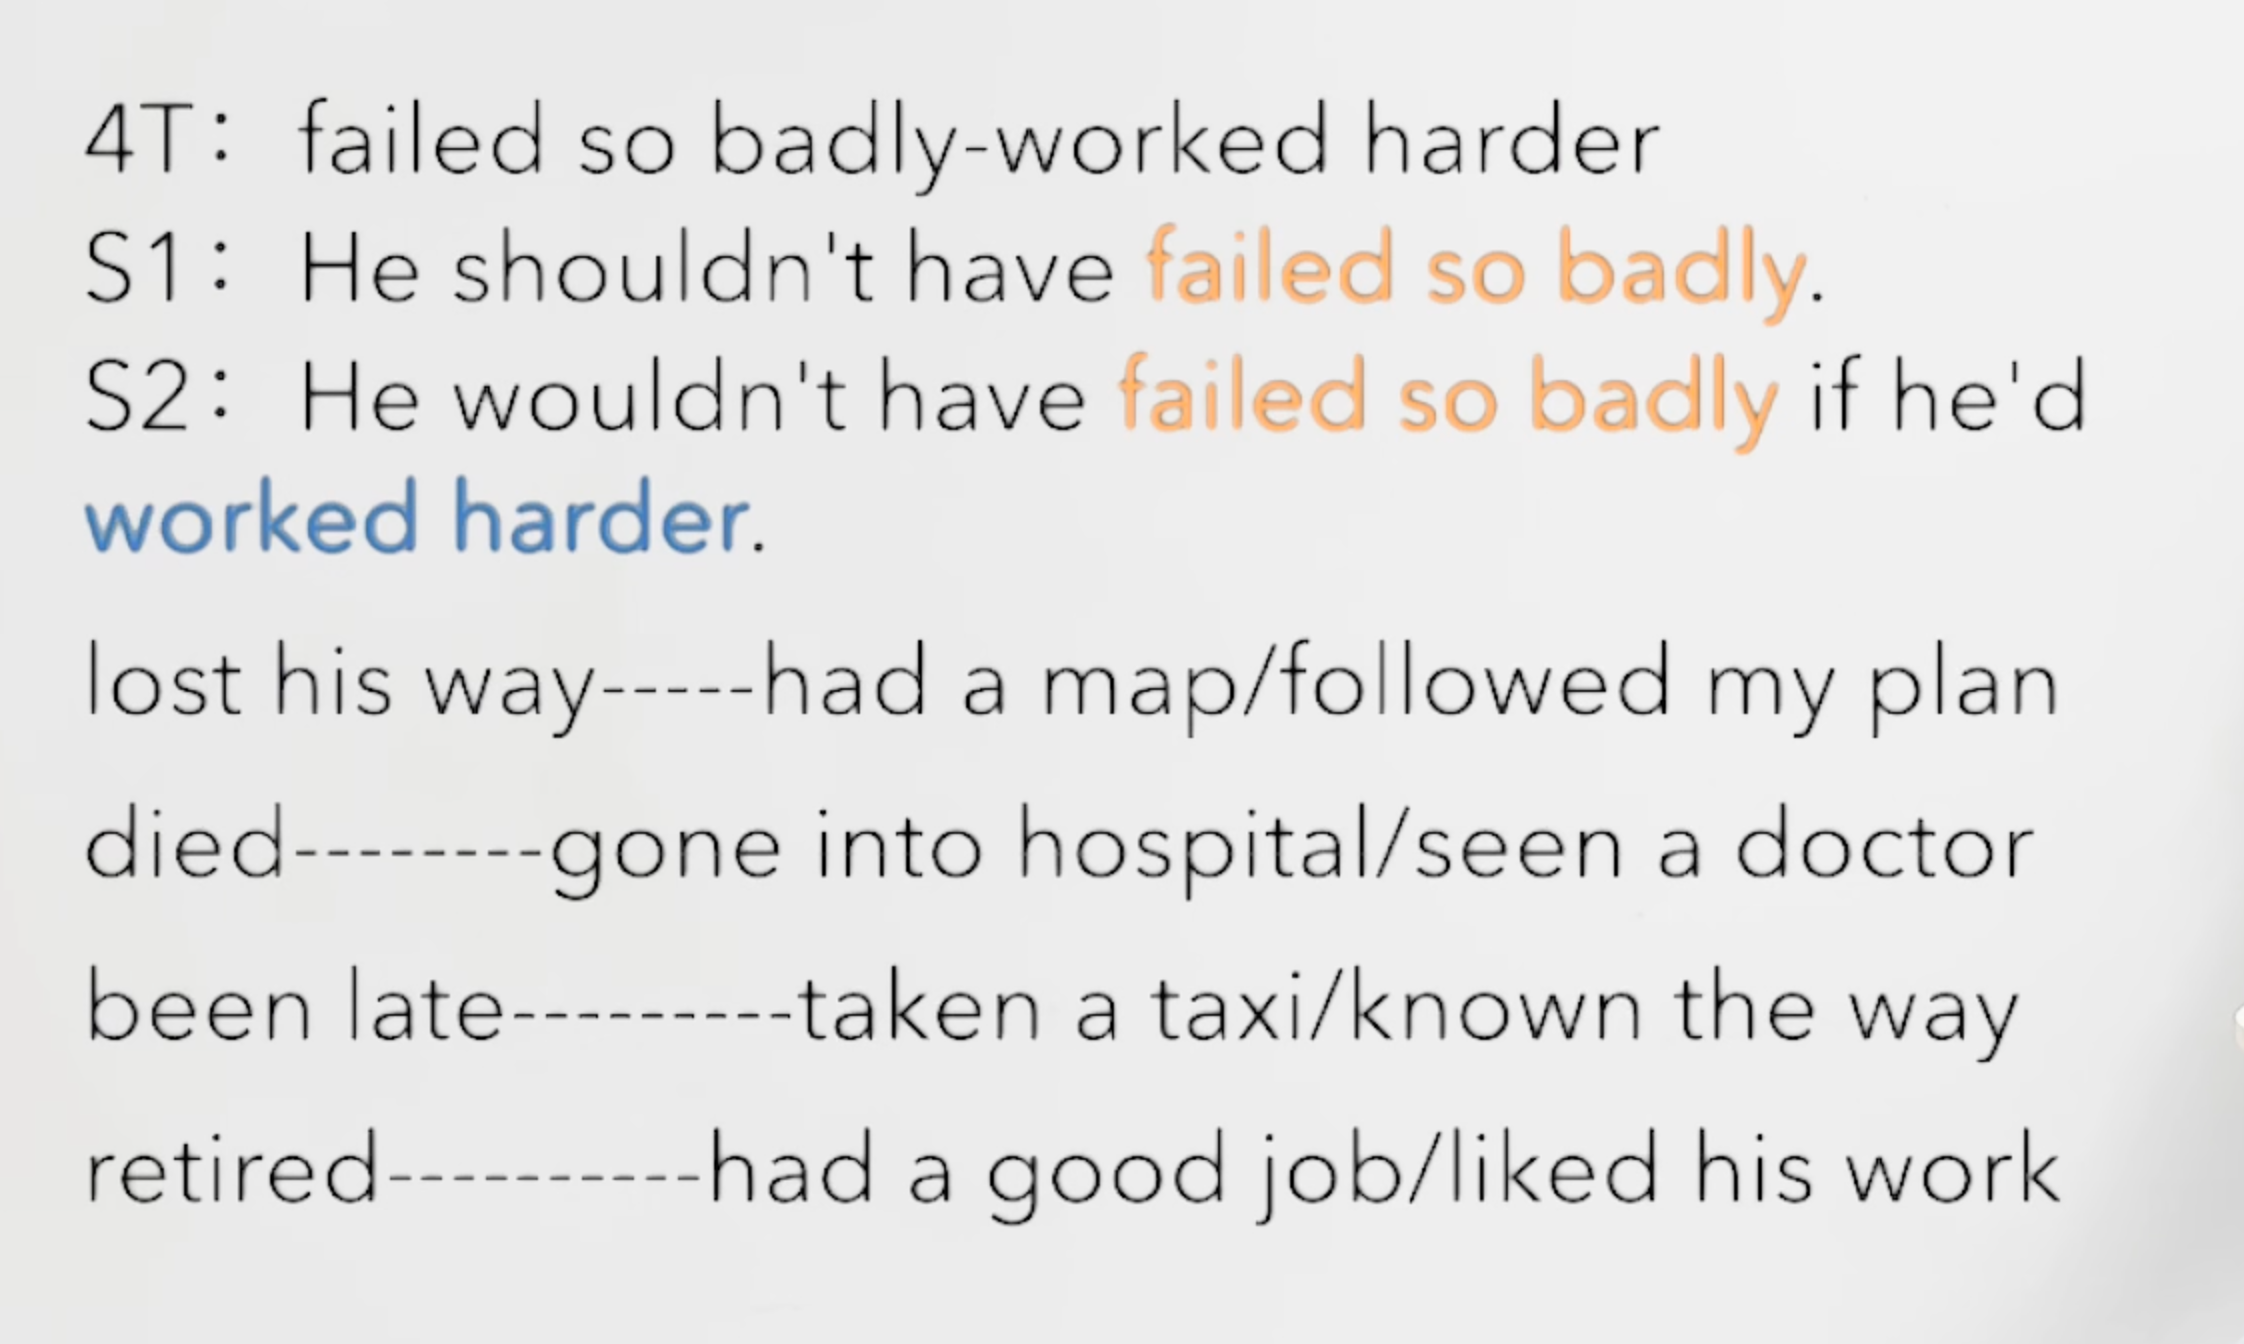 4T： failed so badly-worked harder
S1： He shouldn't have failed so badly.
S2： He wouldn't have failed so badly if he'd
worked harder.
lost his way-----had a map/followed my plan
died--------gone into hospital/seen a doctor
been late---------taken a taxi/known the way
retired----------had a good job/liked his work